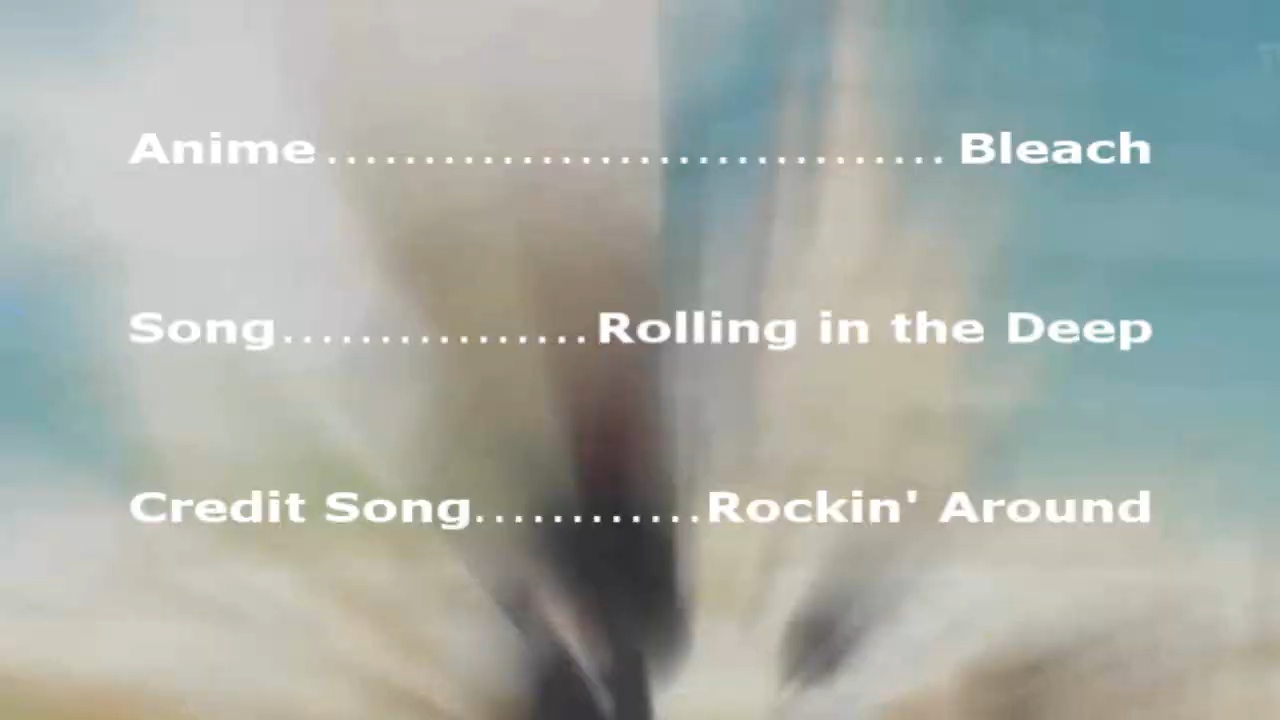 Anime................................Bleach
Song................Rolling in the Deep
Credit Song............Rockin' Around